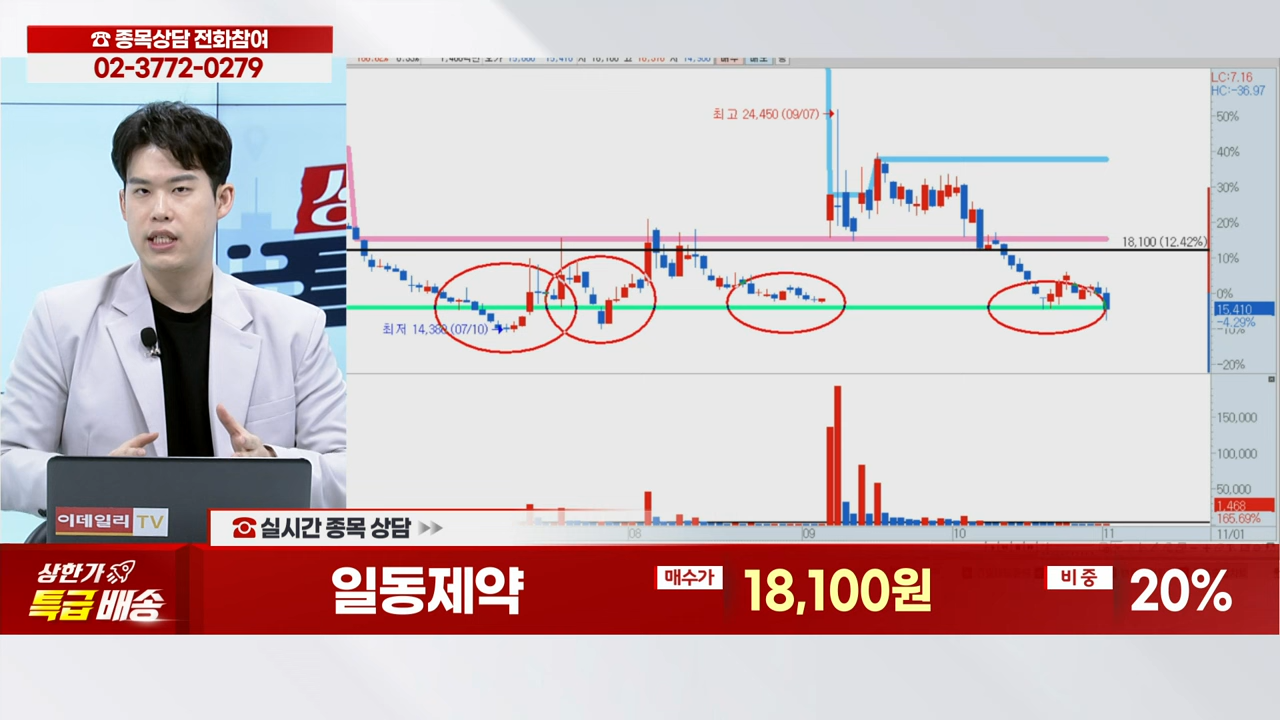 ☎ 종목상담 전화참여
02-3772-0279
LC:7.16
HC:-36.97
최고 24,450 (09/07)
50%
40%
30%
20%
18,100 (12.42%)
10%
0%
15,410
-4.29%
-10%
-20%
최저 14,380 (07/10)
150,000
100,000
50,000
1,468
165.69%
08
09
10
11
11/01
이데일리 TV
☎ 실시간 종목 상담
상한가
특급 배송
일동제약
매수가
18,100원
비중
20%